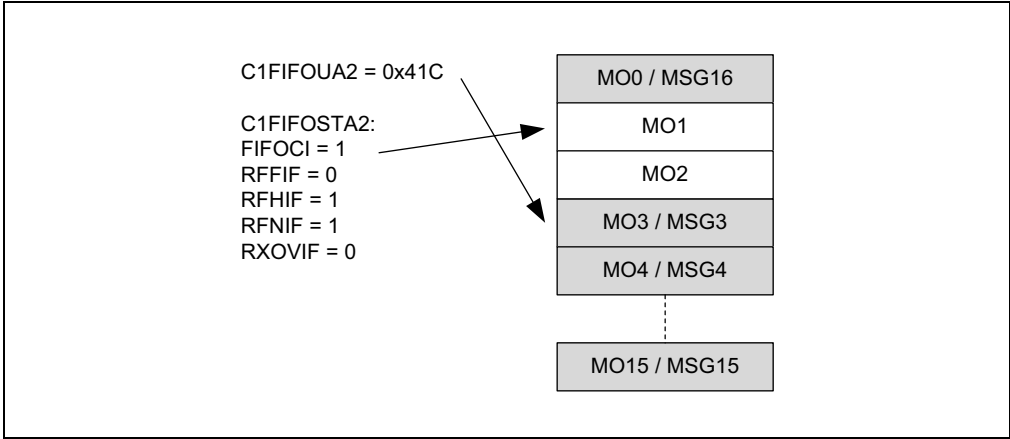 C1FIFOUA2 = 0x41C
C1FIFOSTA2:
FIFOCI = 1
RFFIF = 0
RFHIF = 1
RFNIF = 1
RXOVIF = 0
MO0 / MSG16
MO1
MO2
MO3 / MSG3
MO4 / MSG4
MO15 / MSG15